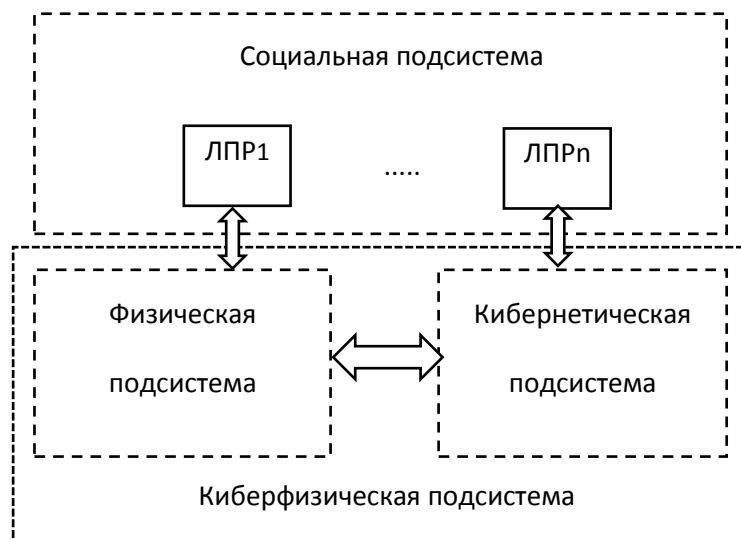 Социальная подсистема
ЛПР1 ..... ЛПРn
Физическая
подсистема
Кибернетическая
подсистема
Киберфизическая подсистема